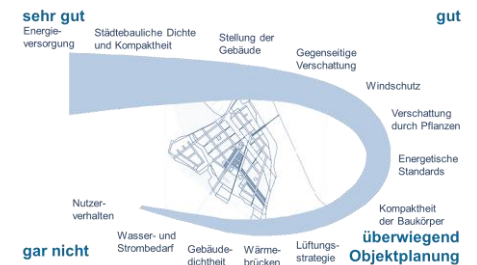 sehr gut
gut
Energie-
versorgung
Städtebauliche Dichte
und Kompaktheit
Stellung der
Gebäude
Gegenseitige
Verschattung
Windschutz
Verschattung
durch Pflanzen
Energetische
Standards
Kompaktheit
der Baukörper
überwiegend
Objektplanung
Lüftungs-
strategie
Wärme-
brücken
Gebäude-
dichtheit
Wasser- und
Strombedarf
Nutzer-
verhalten
gar nicht